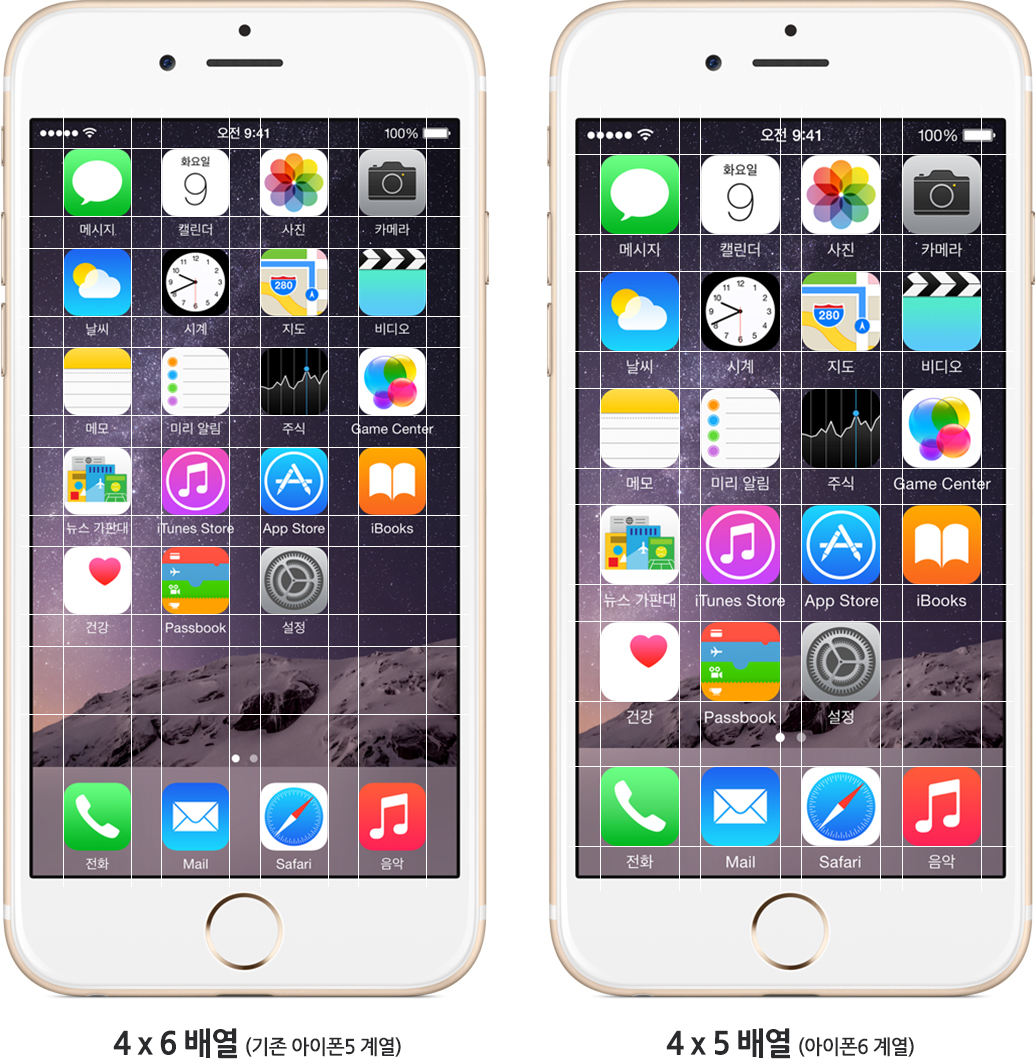 오전 9:41
100%
화요일
9
메시지
캘린더
사진
카메라
280
날씨
시계
지도
비디오
메모
미리 알림
주식
Game Center
뉴스 가판대
iTunes Store
App Store
iBooks
건강
Passbook
설정
전화
Mail
Safari
음악
4 x 6 배열 (기존 아이폰5 계열)
오전 9:41
100%
화요일
9
메시지
캘린더
사진
카메라
280
날씨
시계
지도
비디오
메모
미리 알림
주식
Game Center
뉴스 가판대
iTunes Store
App Store
iBooks
건강
Passbook
설정
전화
Mail
Safari
음악
4 x 5 배열 (아이폰6 계열)